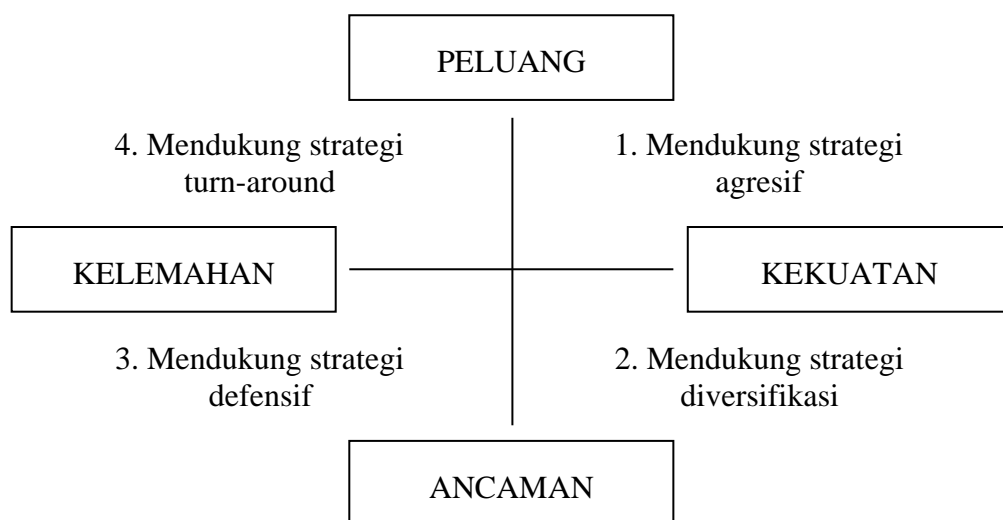 PELUANG
4. Mendukung strategi
turn-around
1. Mendukung strategi
agresif
KELEMAHAN
KEKUATAN
3. Mendukung strategi
defensif
2. Mendukung strategi
diversifikasi
ANCAMAN